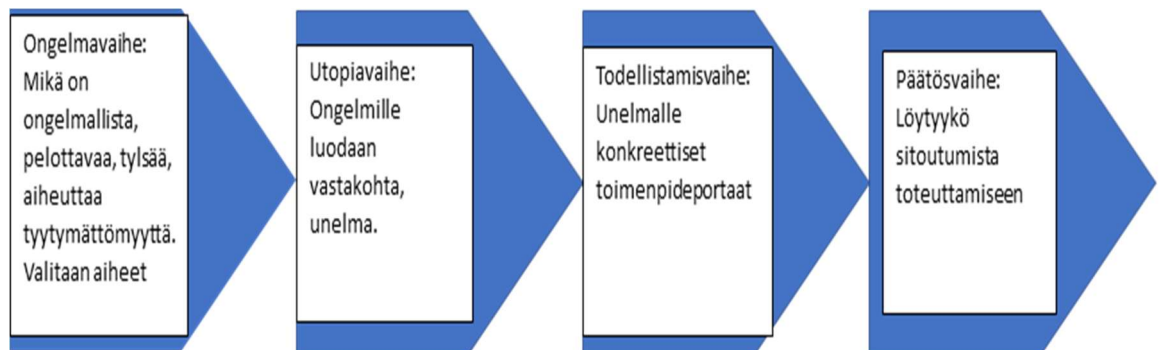 Ongelmavaihe:
Mikä on
ongelmallista,
pelottavaa, tylsää,
aiheuttaa
tyytymättömyyttä.
Valitaan aiheet
Utopiavaihe:
Ongelmille
luodaan
vastakohta,
unelma.
Todellistamisvaihe:
Unelmalle
konkreettiset
toimenpideportaat
Päätösvaihe:
Löytyykö
sitoutumista
toteuttamiseen